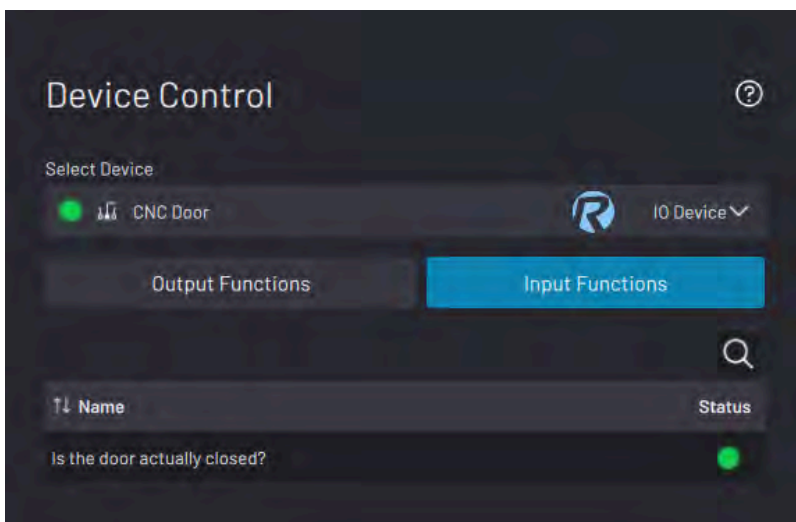 Device Control
Select Device
CNC Door IO Device
Output Functions Input Functions
Name Status
Is the door actually closed?